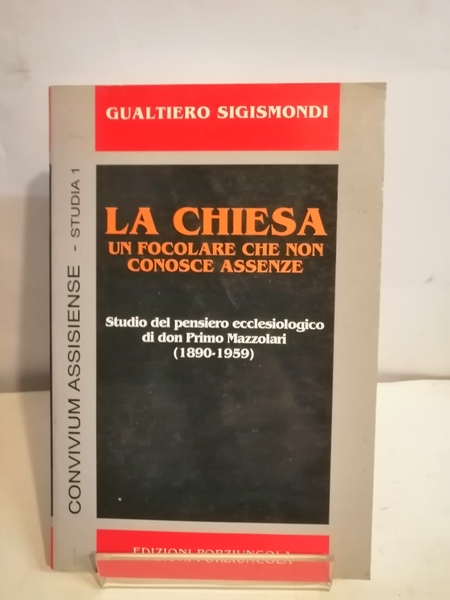 GUALTIERO SIGISMONDI
LA CHIESA
UN FOCOLARE CHE NON
CONOSCE ASSENZE
Studio del pensiero ecclesiologico
di don Primo Mazzolari
(1890-1959)
CONVIVIUM ASSISIENSE - STUDIA 1
EDIZIONI PORZIUNCOLA